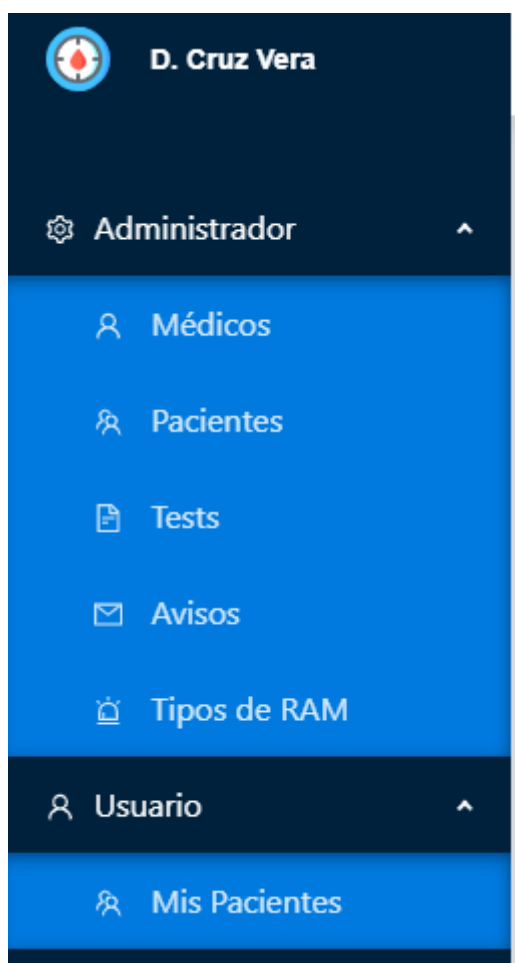 D. Cruz Vera
Administrador
Médicos
Pacientes
Tests
Avisos
Tipos de RAM
Usuario
Mis Pacientes